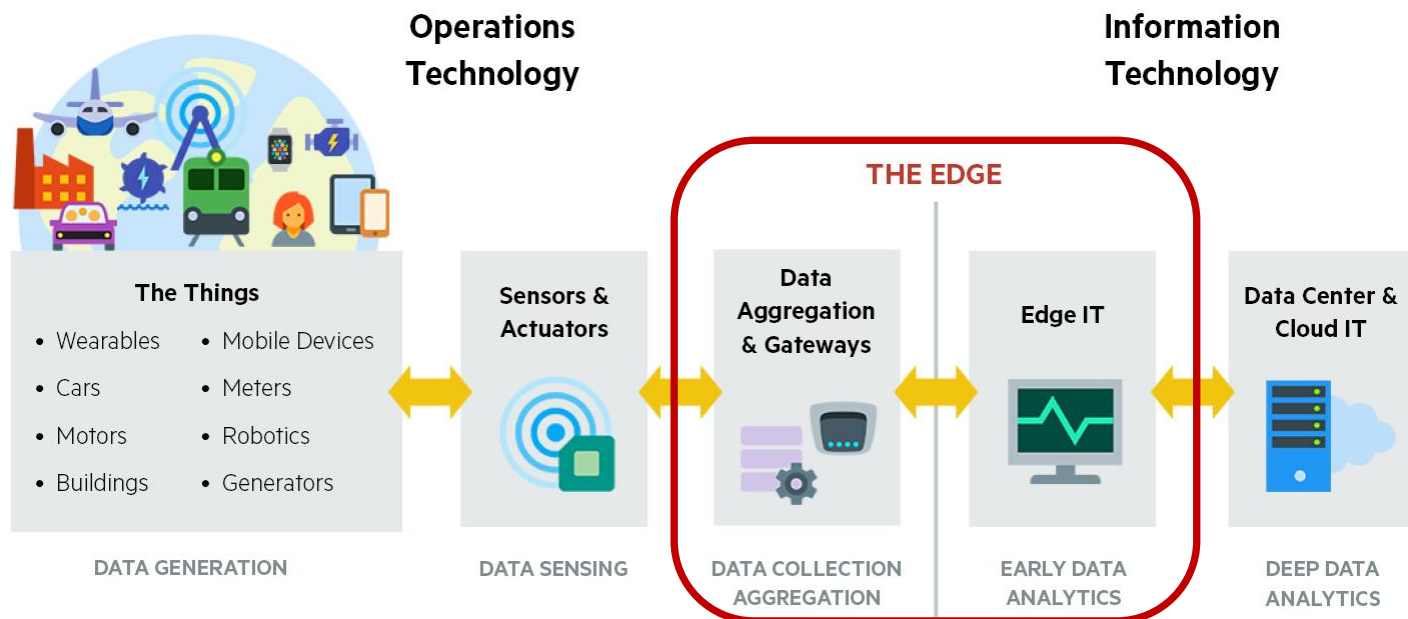 Operations
Technology
Information
Technology
THE EDGE
The Things
• Wearables
• Cars
• Motors
• Buildings
• Mobile Devices
• Meters
• Robotics
• Generators
DATA GENERATION
Sensors &
Actuators
DATA SENSING
Data
Aggregation
& Gateways
DATA COLLECTION
AGGREGATION
Edge IT
EARLY DATA
ANALYTICS
Data Center &
Cloud IT
DEEP DATA
ANALYTICS